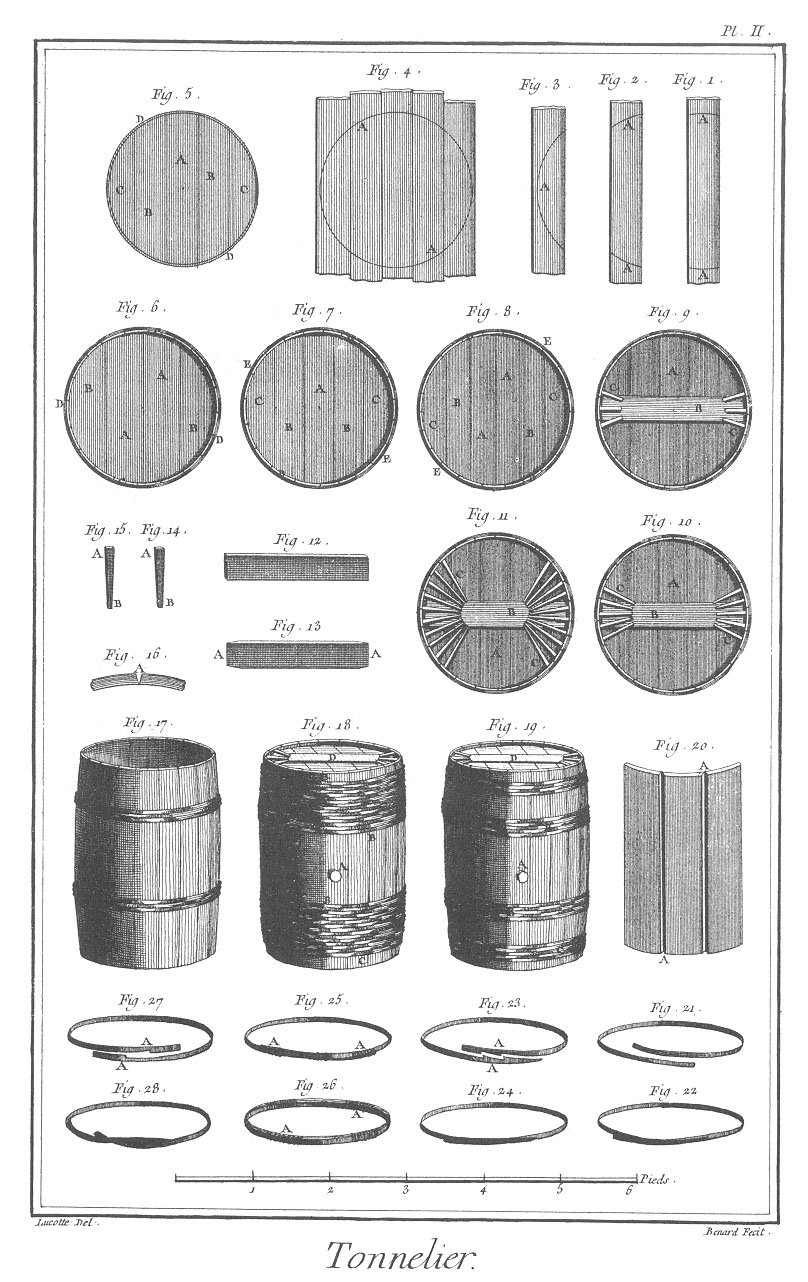 Pl. II.
Fig. 5. Fig. 4. Fig. 3. Fig. 2. Fig. 1.
D A A A
A B
C C A
B
A
D A A
Fig. 6. Fig. 7. Fig. 8. Fig. 9.
E E
A A A A
B C C B C C
D B
B B B C
A B A B D C
E E
Fig. 15. Fig. 14. Fig. 12. Fig. 11. Fig. 10.
A A
C C A
B B B B
Fig. 13
A A A C C
Fig. 16.
A
Fig. 17. Fig. 18. Fig. 19. Fig. 20.
D D A
B
A A
B
C A
Fig. 27 Fig. 25. Fig. 23. Fig. 21.
A A A A
A A
Fig. 28. Fig. 26. Fig. 24. Fig. 22
A A
1 2 3 4 5 6 Pieds.
Lucotte Del. Benard Fecit.
Tonnelier.